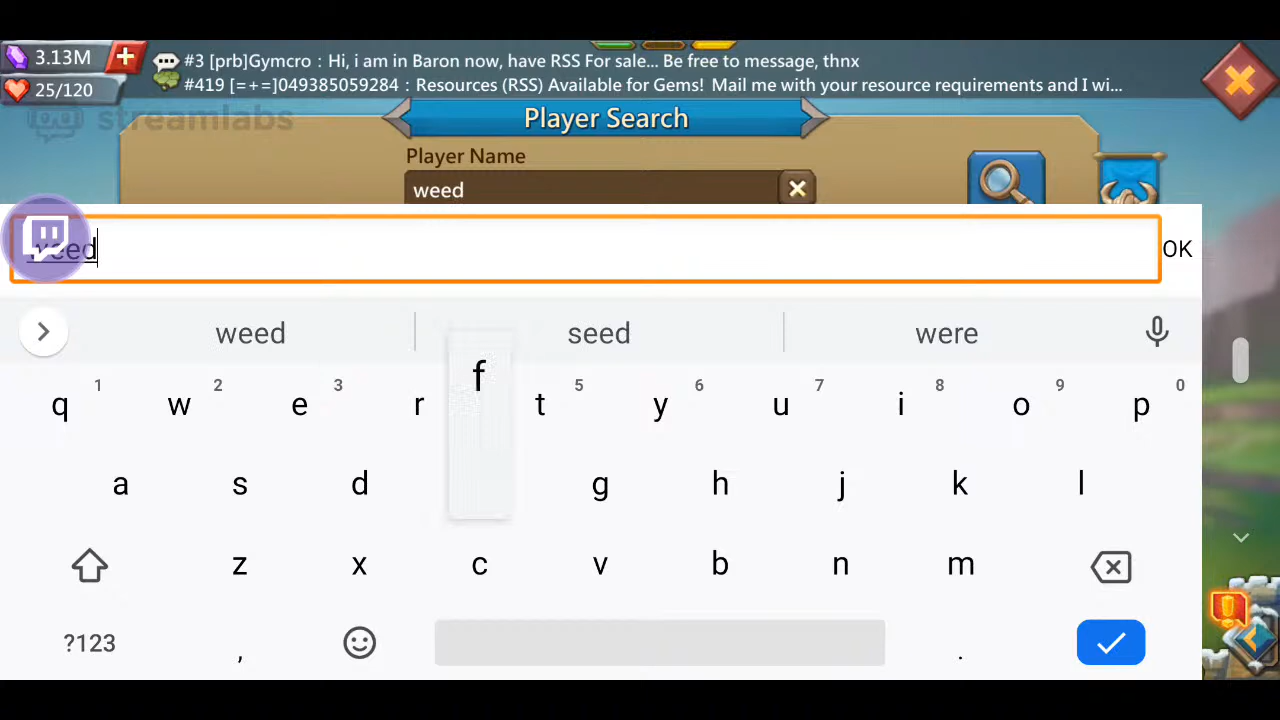 3.13M
25/120
#3 [prb]Gymcro : Hi, i am in Baron now, have RSS For sale... Be free to message, thnx
#419 [=+=]049385059284 : Resources (RSS) Available for Gems! Mail me with your resource requirements and I wi...
streamlabs
Player Search
Player Name
weed
weed
OK
weed seed were
1 2 3 5 6 7 8 9 0
q w e r t y u i o p
f
a s d g h j k l
z x c v b n m
?123 , .